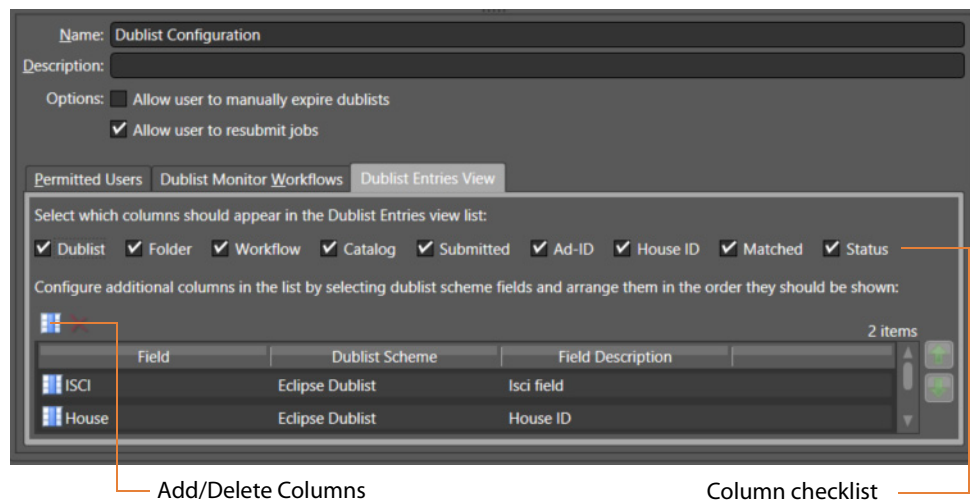 Name: Dublist Configuration
Description:
Options: Allow user to manually expire dublists
Allow user to resubmit jobs
Permitted Users Dublist Monitor Workflows Dublist Entries View
Select which columns should appear in the Dublist Entries view list:
Dublist Folder Workflow Catalog Submitted Ad-ID House ID Matched Status
Configure additional columns in the list by selecting dublist scheme fields and arrange them in the order they should be shown:
2 items
Field Dublist Scheme Field Description
ISCI Eclipse Dublist Isci field
House Eclipse Dublist House ID
Add/Delete Columns Column checklist